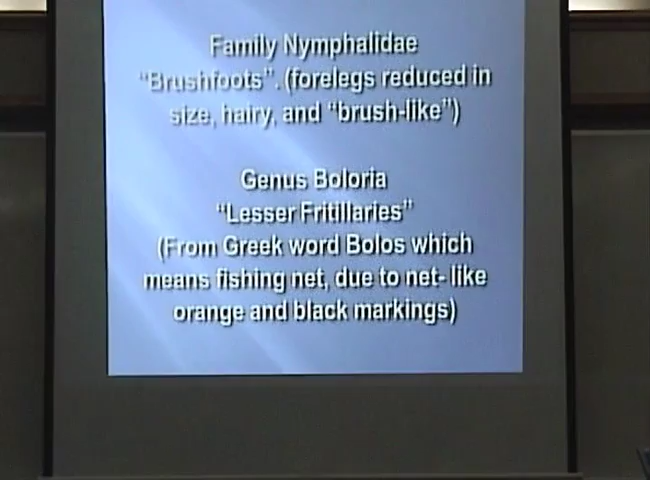 Family Nymphalidae
"Brushfoots". (forelegs reduced in
size, hairy, and "brush-like")
Genus Boloria
"Lesser Fritillaries"
(From Greek word Bolos which
means fishing net, due to net-like
orange and black markings)